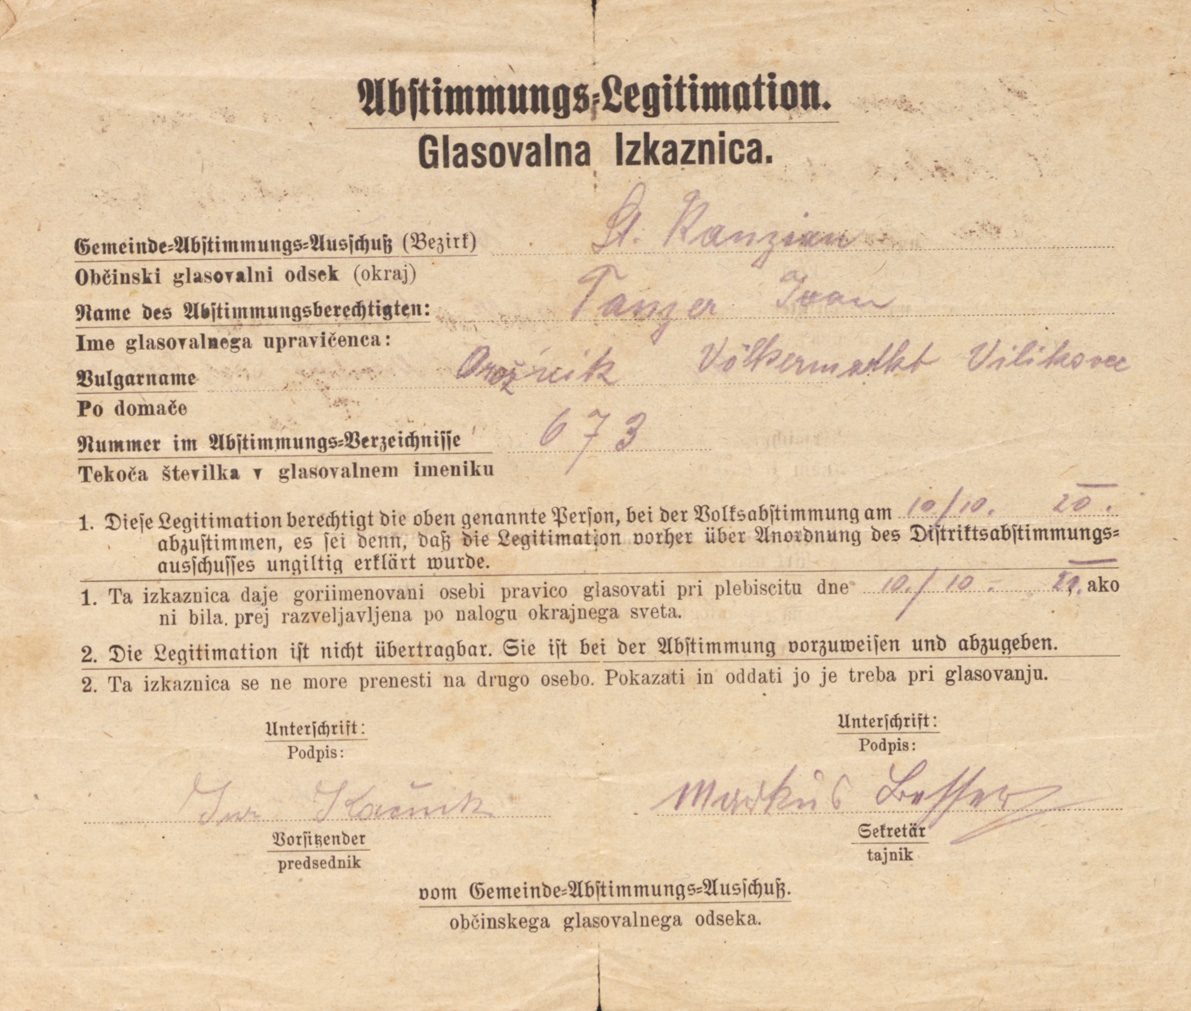 Abstimmungs-Legitimation.
Glasovalna Izkaznica.
Gemeinde-Abstimmungs-Ausschuß (Bezirk) St. Kanzian
Občinski glasovalni odsek (okraj)
Name des Abstimmungsberechtigten: Tanzer Ivan
Ime glasovalnega upravičenca:
Vulgarname Völkermarkt
Po domače
Nummer im Abstimmungs-Verzeichnisse 673
Tekoča številka v glasovalnem imeniku
1. Diese Legitimation berechtigt die oben genannte Person, bei der Volksabstimmung am 10/10. 20.
abzustimmen, es sei denn, daß die Legitimation vorher über Anordnung des Distriktsabstimmungs-
ausschusses ungiltig erklärt wurde.
1. Ta izkaznica daje goriimenovani osebi pravico glasovati pri plebiscitu dne 10./10. 20. ako
ni bila prej razveljavljena po nalogu okrajnega sveta.
2. Die Legitimation ist nicht übertragbar. Sie ist bei der Abstimmung vorzuweisen und abzugeben.
2. Ta izkaznica se ne more prenesti na drugo osebo. Pokazati in oddati jo je treba pri glasovanju.
Unterschrift: Unterschrift:
Podpis: Podpis:
Markus
Vorsitzender Sekretär
predsednik tajnik
vom Gemeinde-Abstimmungs-Ausschuß.
občinskega glasovalnega odseka.